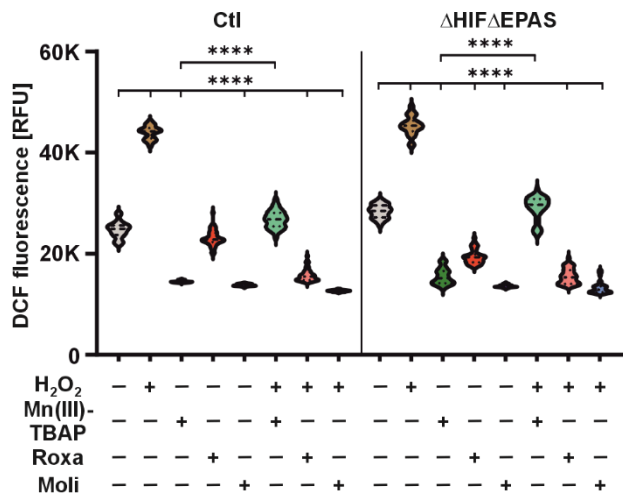 Ctl ΔHIFΔEPAS
**** ****
**** ****
60K
40K
20K
0
DCF fluorescence [RFU]
H₂O₂ − + − − − + + + − + − − − + + +
Mn(III)-
TBAP − − + − − + − − − − + − − + − −
Roxa − − − + − − + − − − − + − − + −
Moli − − − − + − − + − − − − + − − +